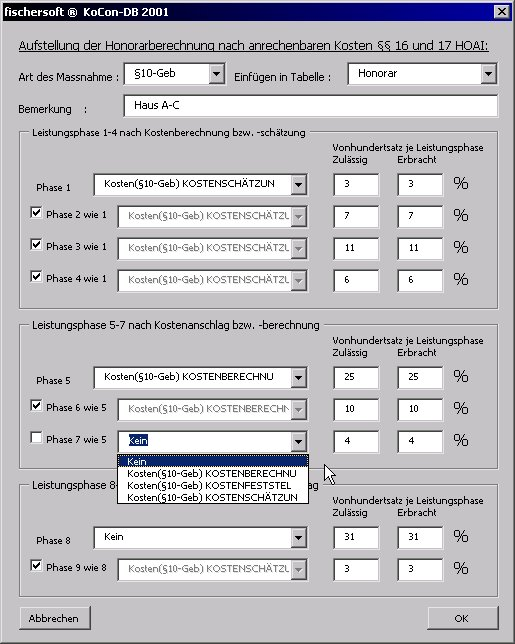 fischersoft ® KoCon-DB 2001
Aufstellung der Honorarberechnung nach anrechenbaren Kosten §§ 16 und 17 HOAI:
Art des Massnahme : §10-Geb Einfügen in Tabelle : Honorar
Bemerkung : Haus A-C
Leistungsphase 1-4 nach Kostenberechnung bzw. -schätzung
Vonhundertsatz je Leistungsphase
Zulässig Erbracht
Phase 1 Kosten(§10-Geb) KOSTENSCHÄTZUN 3 3 %
Phase 2 wie 1 Kosten(§10-Geb) KOSTENSCHÄTZU 7 7 %
Phase 3 wie 1 Kosten(§10-Geb) KOSTENSCHÄTZU 11 11 %
Phase 4 wie 1 Kosten(§10-Geb) KOSTENSCHÄTZU 6 6 %
Leistungsphase 5-7 nach Kostenanschlag bzw. -berechnung
Vonhundertsatz je Leistungsphase
Zulässig Erbracht
Phase 5 Kosten(§10-Geb) KOSTENBERECHNU 25 25 %
Phase 6 wie 5 Kosten(§10-Geb) KOSTENBERECHN 10 10 %
Phase 7 wie 5 Kein 4 4 %
Kein
Kosten(§10-Geb) KOSTENBERECHNU
Kosten(§10-Geb) KOSTENFESTSTEL
Kosten(§10-Geb) KOSTENSCHÄTZUN
Leistungsphase 8-
Vonhundertsatz je Leistungsphase
Zulässig Erbracht
Phase 8 Kein 31 31 %
Phase 9 wie 8 Kosten(§10-Geb) KOSTENSCHÄTZU 3 3 %
Abbrechen OK